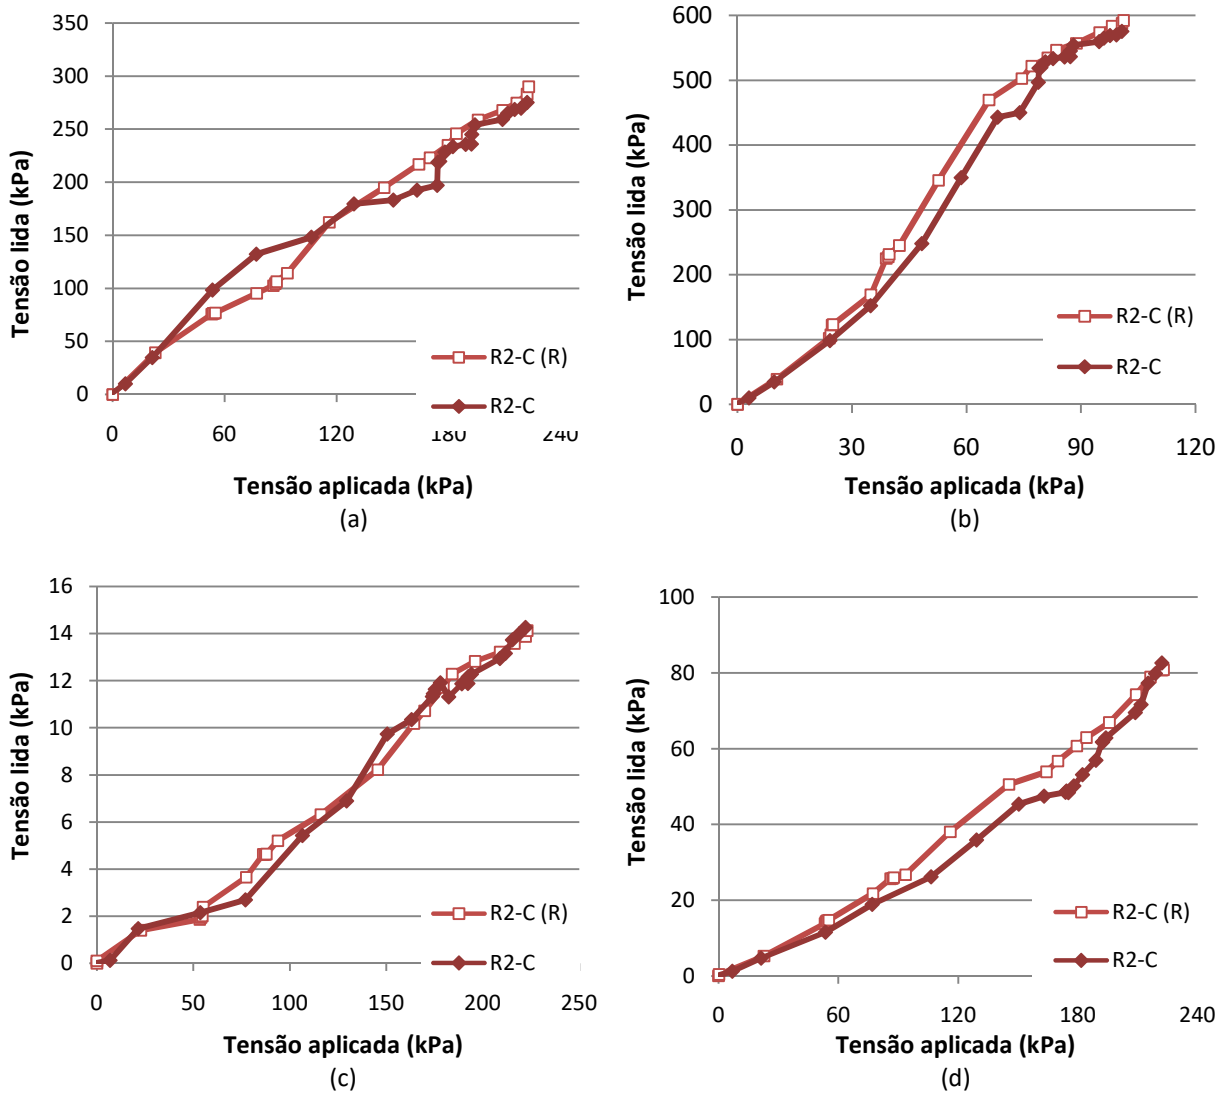 350
300
250
200
150
100
50
0
Tensão lida (kPa)
R2-C (R)
R2-C
0 60 120 180 240
Tensão aplicada (kPa)
(a)
600
500
400
300
200
100
0
Tensão lida (kPa)
R2-C (R)
R2-C
0 30 60 90 120
Tensão aplicada (kPa)
(b)
16
14
12
10
8
6
4
2
0
Tensão lida (kPa)
R2-C (R)
R2-C
0 50 100 150 200 250
Tensão aplicada (kPa)
(c)
100
80
60
40
20
0
Tensão lida (kPa)
R2-C (R)
R2-C
0 60 120 180 240
Tensão aplicada (kPa)
(d)